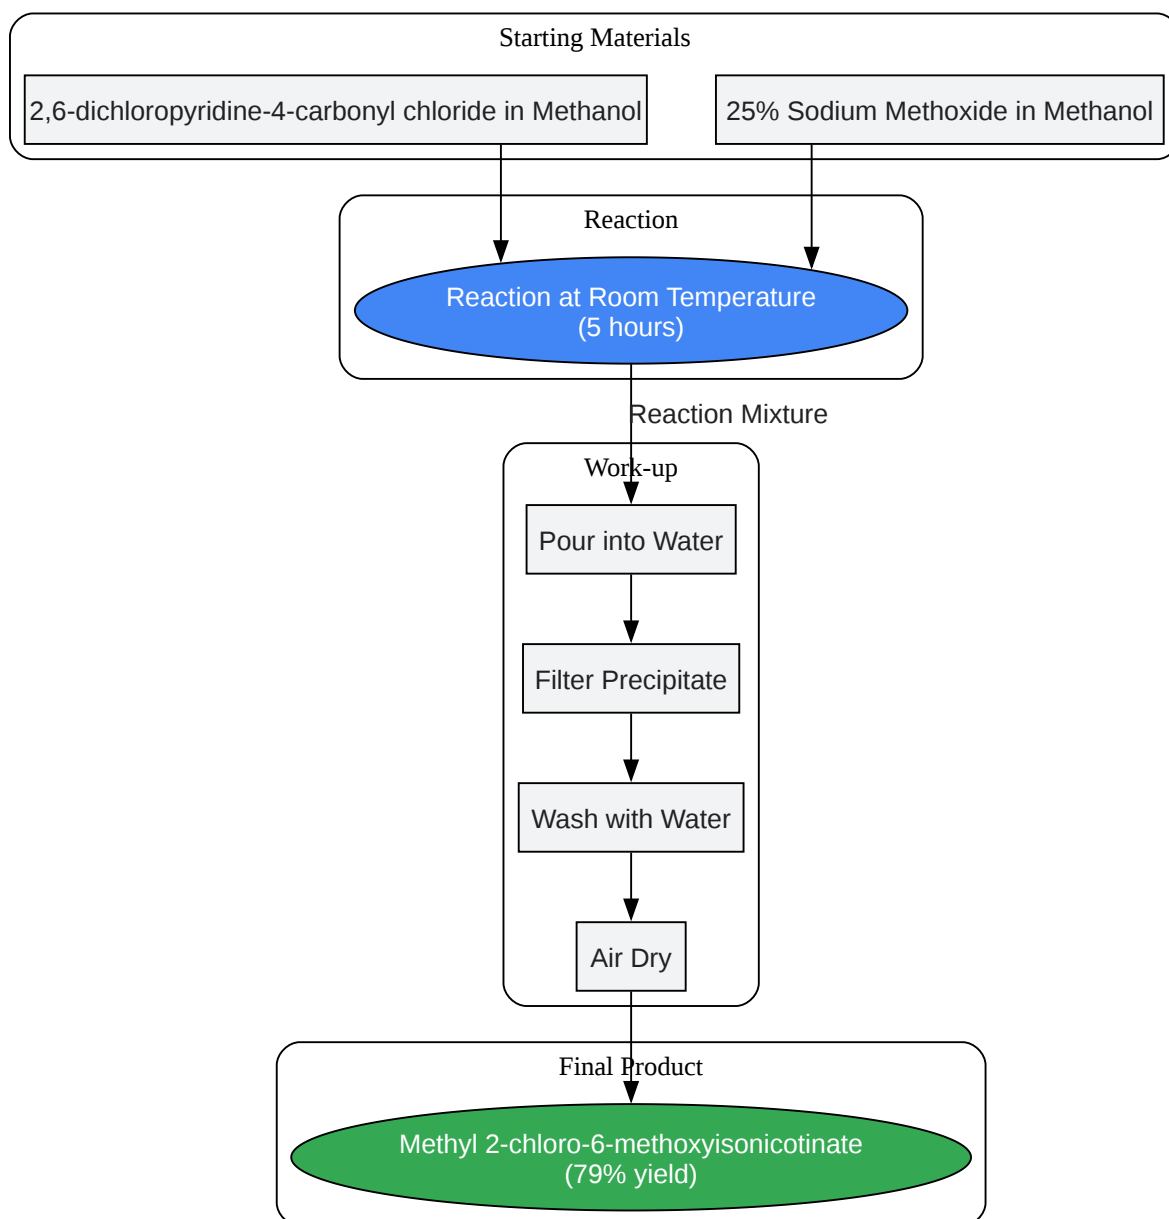 Starting Materials
2,6-dichloropyridine-4-carbonyl chloride in Methanol
25% Sodium Methoxide in Methanol
Reaction
Reaction at Room Temperature
(5 hours)
Reaction Mixture
Work-up
Pour into Water
Filter Precipitate
Wash with Water
Air Dry
Final Product
Methyl 2-chloro-6-methoxyisonicotinate
(79% yield)